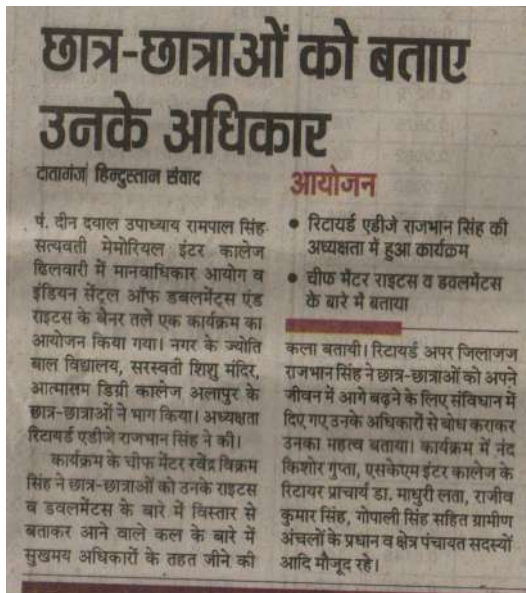 छात्र-छात्राओं को बताए
उनके अधिकार
दातागंज हिन्दुस्तान संवाद
पं. दीन दयाल उपाध्याय रामपाल सिंह-
सत्यवती मेमोरियल इंटर कालेज
ढिलवारी में मानवाधिकार आयोग व
इंडियन सेंट्रल ऑफ डबलमेंट्स एंड
राइटस के बैनर तले एक कार्यक्रम का
आयोजन किया गया। नगर के ज्योति
बाल विद्यालय, सरस्वती शिशु मंदिर,
आत्मासम डिग्री कालेज अलापुर के
छात्र-छात्राओं ने भाग किया। अध्यक्षता
रिटायर्ड एडीजे राजभान सिंह ने की।
कार्यक्रम के चीफ मेंटर रवेंद्र विक्रम
सिंह ने छात्र-छात्राओं को उनके राइटस
व डवलमेंटस के बारे में विस्तार से
बताकर आने वाले कल के बारे में
सुखमय अधिकारों के तहत जीने की
आयोजन
● रिटायर्ड एडीजे राजभान सिंह की
अध्यक्षता में हुआ कार्यक्रम
● चीफ मेंटर राइटस व डवलमेंटस
के बारे में बताया
कला बतायी। रिटायर्ड अपर जिलाजज
राजभान सिंह ने छात्र-छात्राओं को अपने
जीवन में आगे बढ़ने के लिए संविधान में
दिए गए उनके अधिकारों से बोध कराकर
उनका महत्व बताया। कार्यक्रम में नंद
किशोर गुप्ता, एसकेएम इंटर कालेज के
रिटायर प्राचार्य डा. माधुरी लता, राजीव
कुमार सिंह, गोपाली सिंह सहित ग्रामीण
अंचलों के प्रधान व क्षेत्र पंचायत सदस्यों
आदि मौजूद रहे।